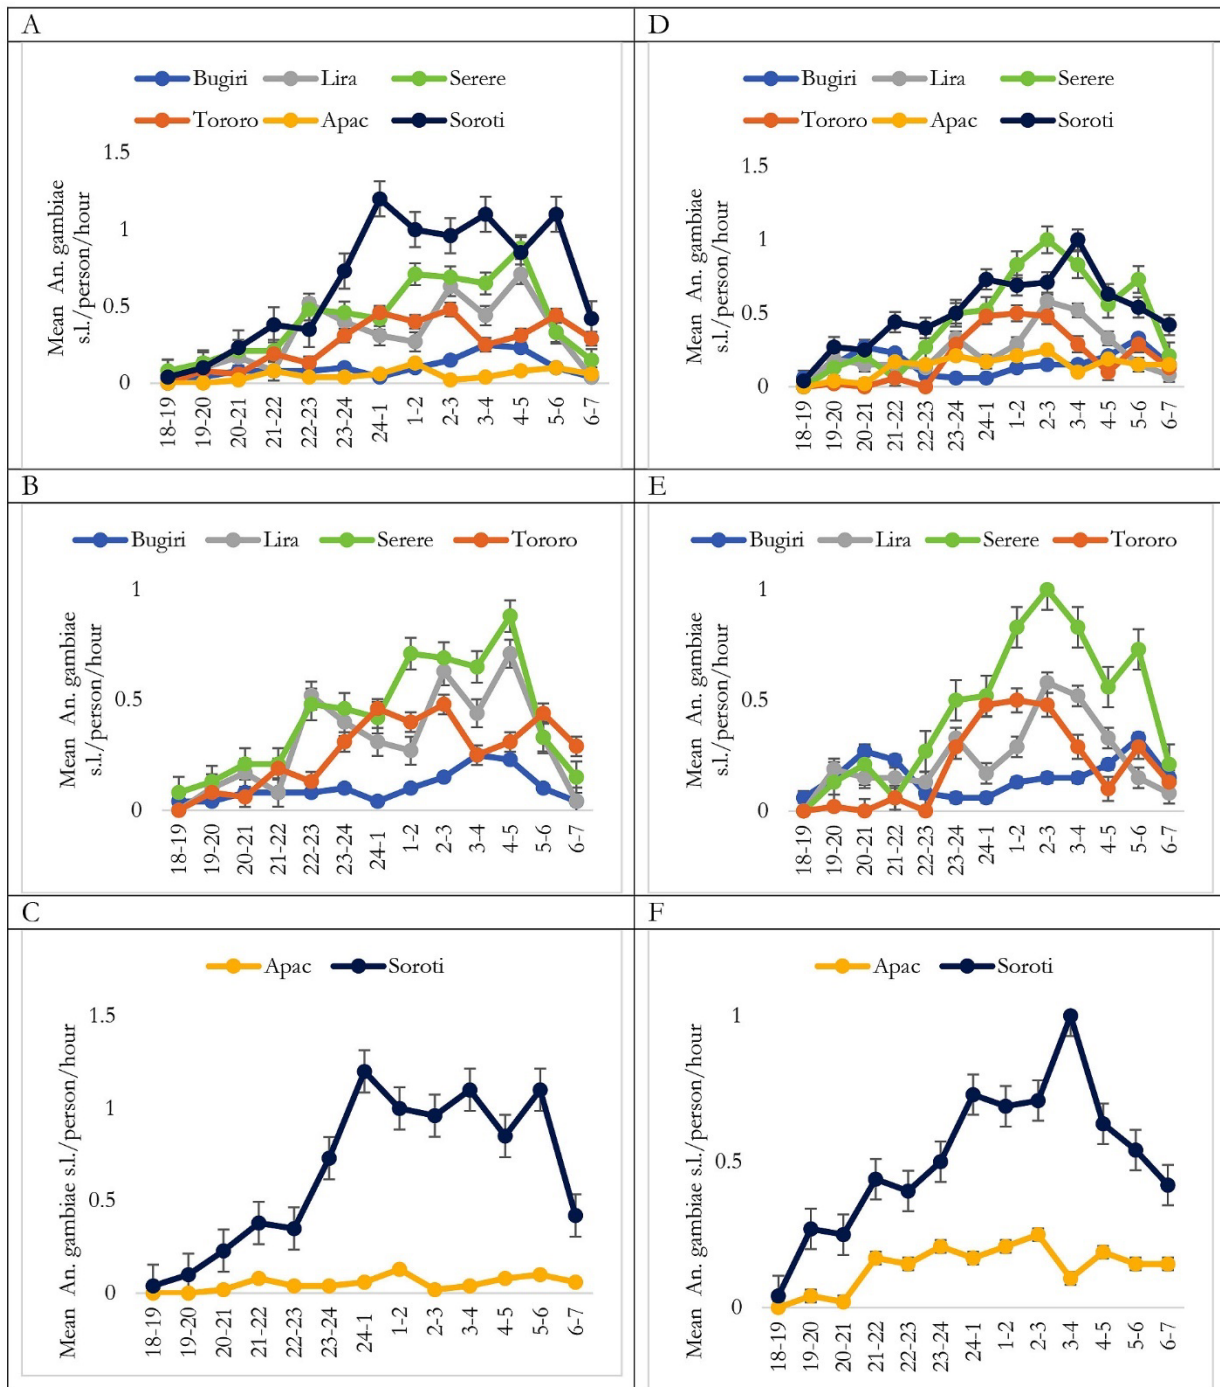 A
Bugiri Lira Serere
Tororo Apac Soroti
Mean An. gambiae
s.l./person/hour
1.5
1
0.5
0
18-19 19-20 20-21 21-22 22-23 23-24 24-1 1-2 2-3 3-4 4-5 5-6 6-7
D
Bugiri Lira Serere
Tororo Apac Soroti
Mean An. gambiae
s.l./person/hour
1.5
1
0.5
0
18-19 19-20 20-21 21-22 22-23 23-24 24-1 1-2 2-3 3-4 4-5 5-6 6-7
B
Bugiri Lira Serere Tororo
Mean An. gambiae
s.l./person/hour
1
0.5
0
18-19 19-20 20-21 21-22 22-23 23-24 24-1 1-2 2-3 3-4 4-5 5-6 6-7
E
Bugiri Lira Serere Tororo
Mean An. gambiae
s.l./person/hour
1
0.5
0
18-19 19-20 20-21 21-22 22-23 23-24 24-1 1-2 2-3 3-4 4-5 5-6 6-7
C
Apac Soroti
Mean An. gambiae s.l./person/hour
1.5
1
0.5
0
18-19 19-20 20-21 21-22 22-23 23-24 24-1 1-2 2-3 3-4 4-5 5-6 6-7
F
Apac Soroti
Mean An. gambiae s.l./person/hour
1
0.5
0
18-19 19-20 20-21 21-22 22-23 23-24 24-1 1-2 2-3 3-4 4-5 5-6 6-7